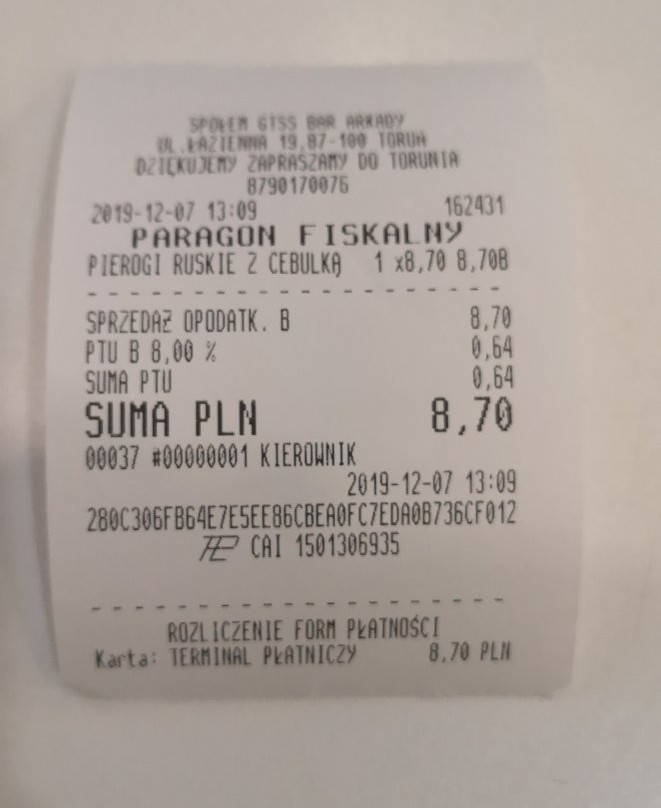 SPOŁEM GTSS BAR ARKADY
UL.ŁAZIENNA 19,87-100 TORUŃ
DZIĘKUJEMY ZAPRASZAMY DO TORUNIA
8790170076
2019-12-07 13:09 162431
PARAGON FISKALNY
PIEROGI RUSKIE Z CEBULKĄ 1 x8,70 8,70B
SPRZEDAŻ OPODATK. B 8,70
PTU B 8,00 % 0,64
SUMA PTU 0,64
SUMA PLN 8,70
00037 #00000001 KIEROWNIK
2019-12-07 13:09
280C306FB64E7E5EE86CBEA0FC7EDA0B736CF012
CAI 1501306935
ROZLICZENIE FORM PŁATNOŚCI
Karta: TERMINAL PŁATNICZY 8,70 PLN